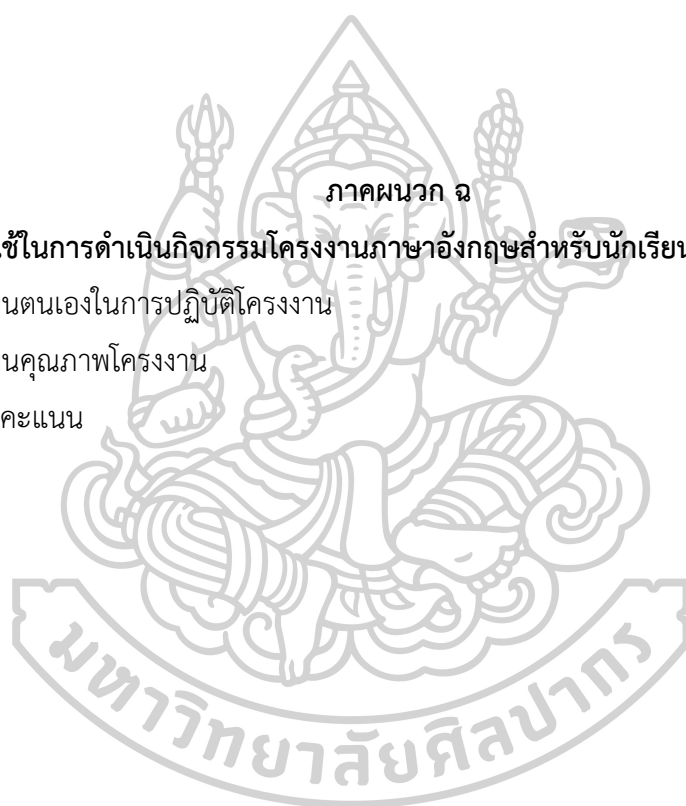 ภาคผนวก ฉ
ใช้ในการดำเนินกิจกรรมโครงงานภาษาอังกฤษสำหรับนักเรียน
นตนเองในการปฏิบัติโครงงาน
นคุณภาพโครงงาน
คะแนน
มหาวิทยาลัยศิลปากร